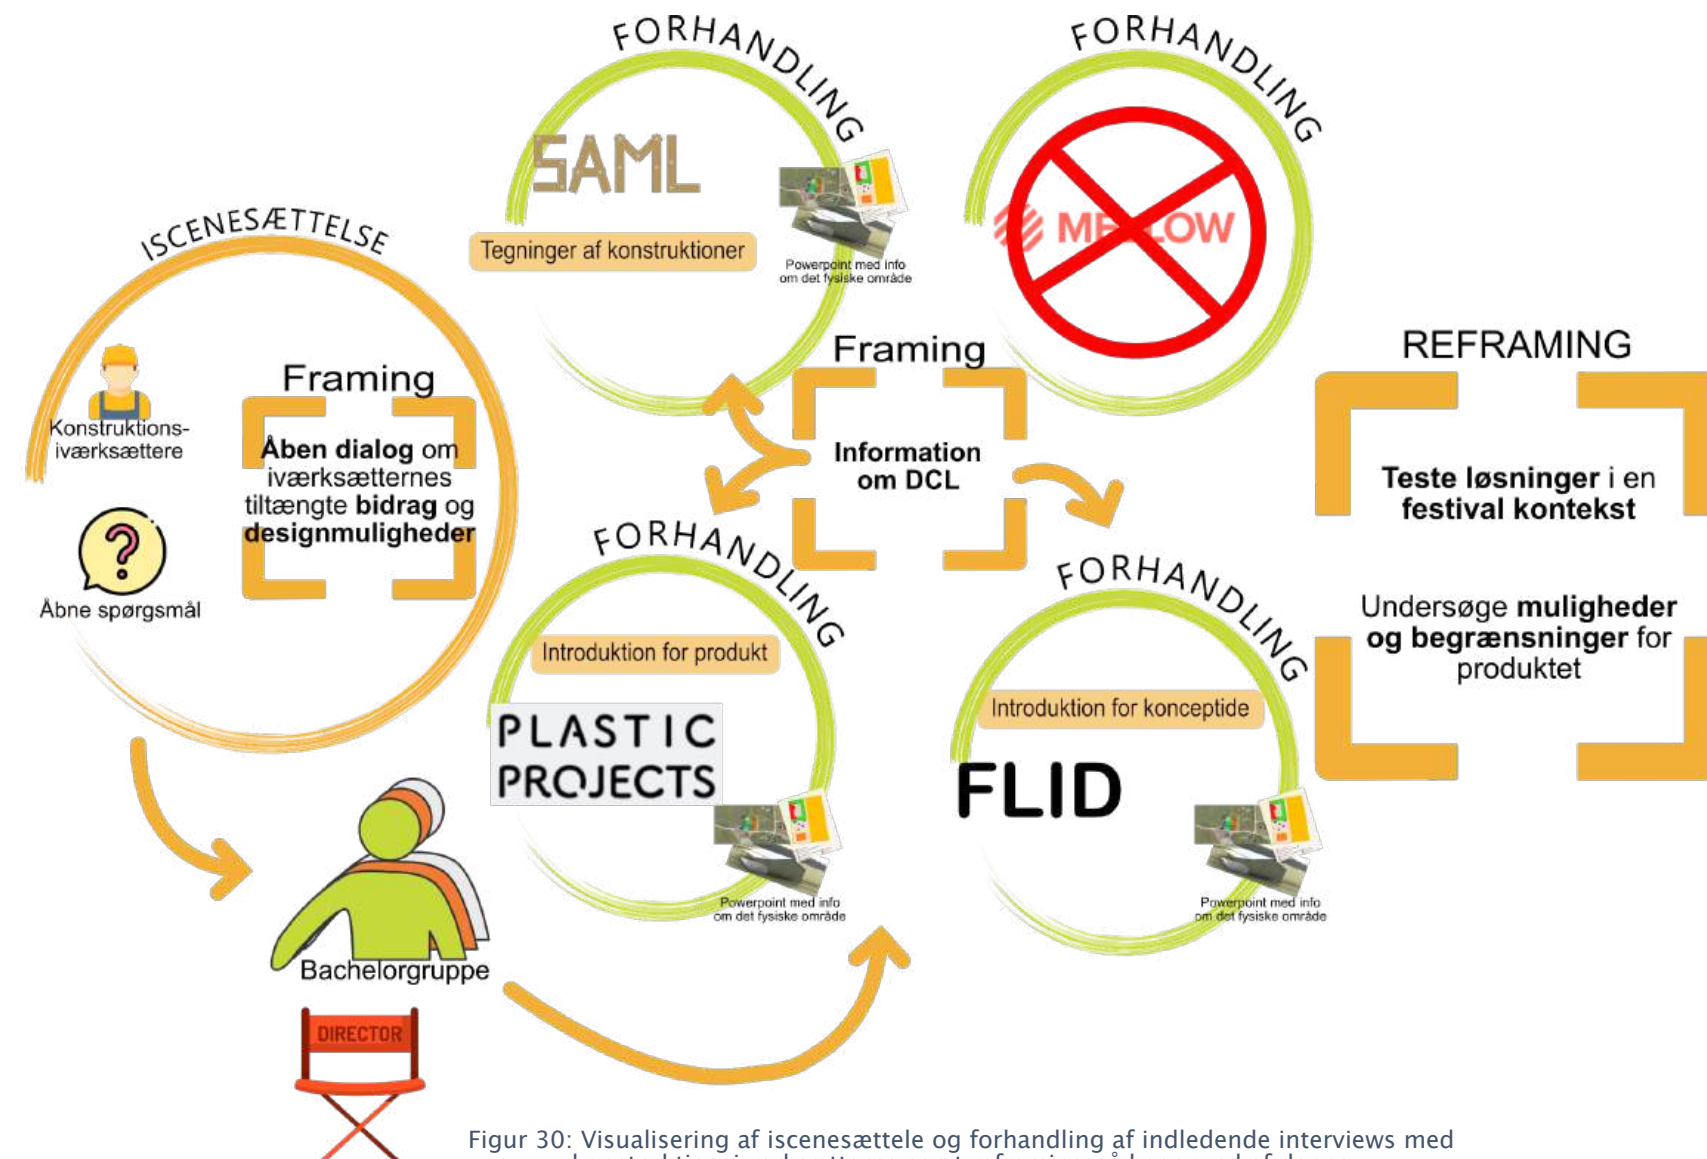 ISCENESÆTTELSE
Konstruktions-
iværksættere
Åbne spørgsmål
Framing
Åben dialog om
iværksætternes
tiltængte bidrag og
designmuligheder
Bachelorgruppe
DIRECTOR
FORHANDLING
SAML
Tegninger af konstruktioner
Powerpoint med info
om det fysiske område
FORHANDLING
MELLOW
Framing
Information
om DCL
FORHANDLING
Introduktion for produkt
PLASTIC
PROJECTS
Powerpoint med info
om det fysiske område
FORHANDLING
Introduktion for konceptide
FLID
Powerpoint med info
om det fysiske område
REFRAMING
Teste løsninger i en
festival kontekst
Undersøge muligheder
og begrænsninger for
produktet
Figur 30: Visualisering af iscenesættele og forhandling af indledende interviews med